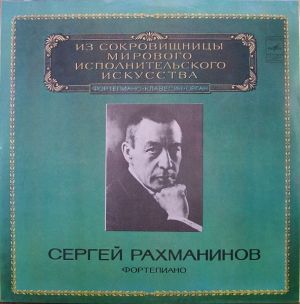 ИЗ СОКРОВИЩНИЦЫ
МИРОВОГО
ИСПОЛНИТЕЛЬСКОГО
ИСКУССТВА
ФОРТЕПИАНО•КЛАВЕСИН•ОРГАН
СЕРГЕЙ РАХМАНИНОВ
ФОРТЕПИАНО